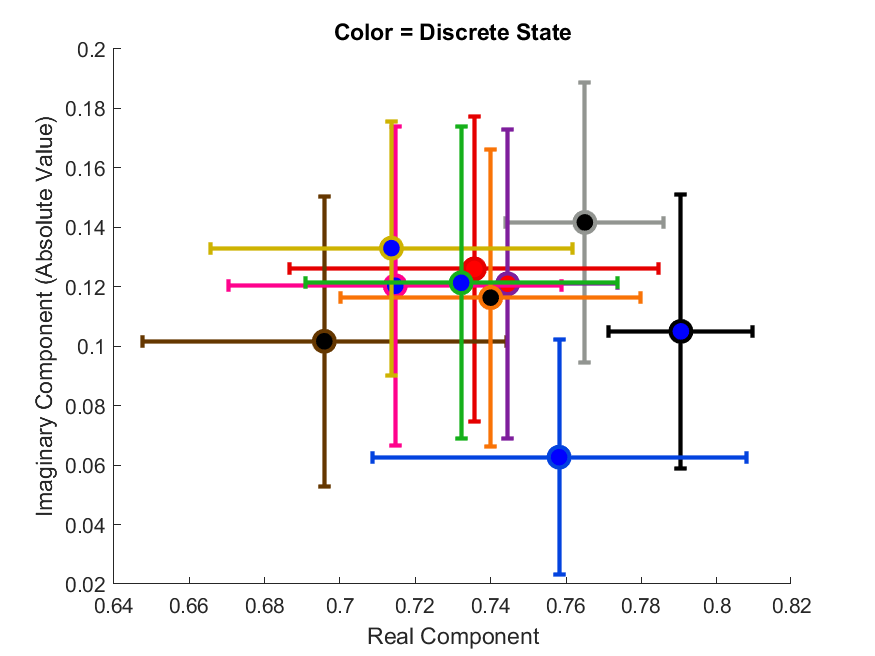 Color = Discrete State
Imaginary Component (Absolute Value)
0.2
0.18
0.16
0.14
0.12
0.1
0.08
0.06
0.04
0.02
0.64 0.66 0.68 0.7 0.72 0.74 0.76 0.78 0.8 0.82
Real Component